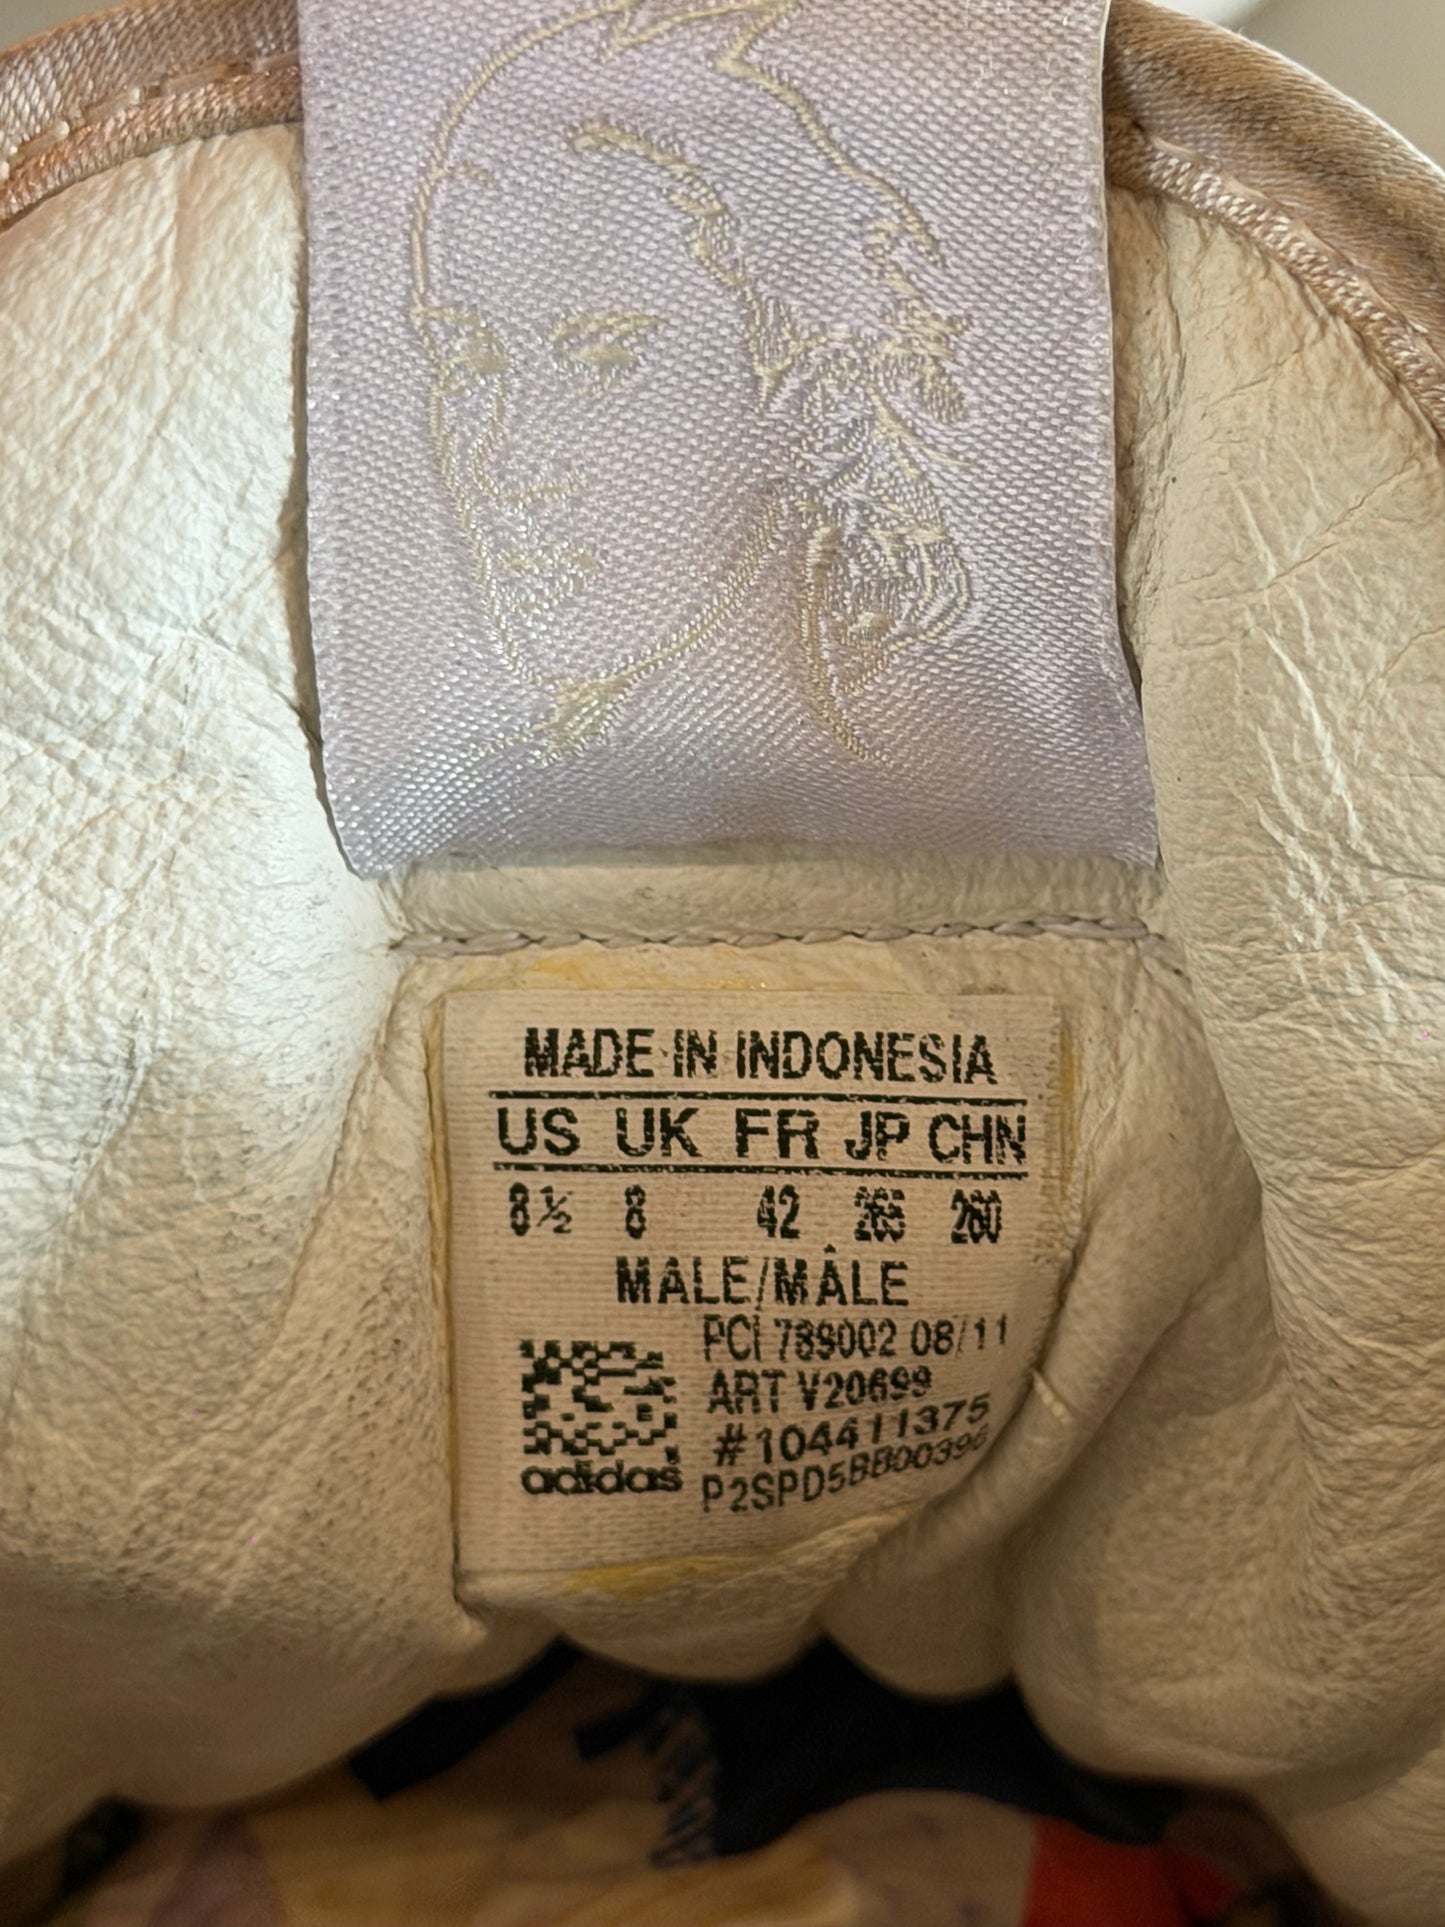 MADE IN INDONESIA
US UK FR JP CHN
8½ 8 42 265 260
MALE/MÂLE
PCI 789002 08/11
ART V20699
#104411375
P2SPD5BB00396
adidas